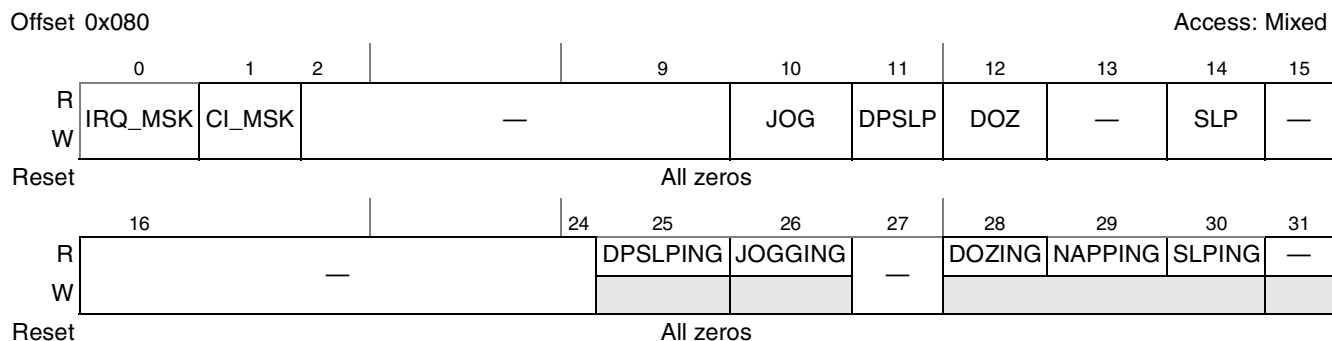 Offset 0x080 Access: Mixed
0 1 2 9 10 11 12 13 14 15
R IRQ_MSK CI_MSK — JOG DPSLP DOZ — SLP —
W
Reset All zeros
16 24 25 26 27 28 29 30 31
R — DPSLPING JOGGING — DOZING NAPPING SLPING —
W
Reset All zeros